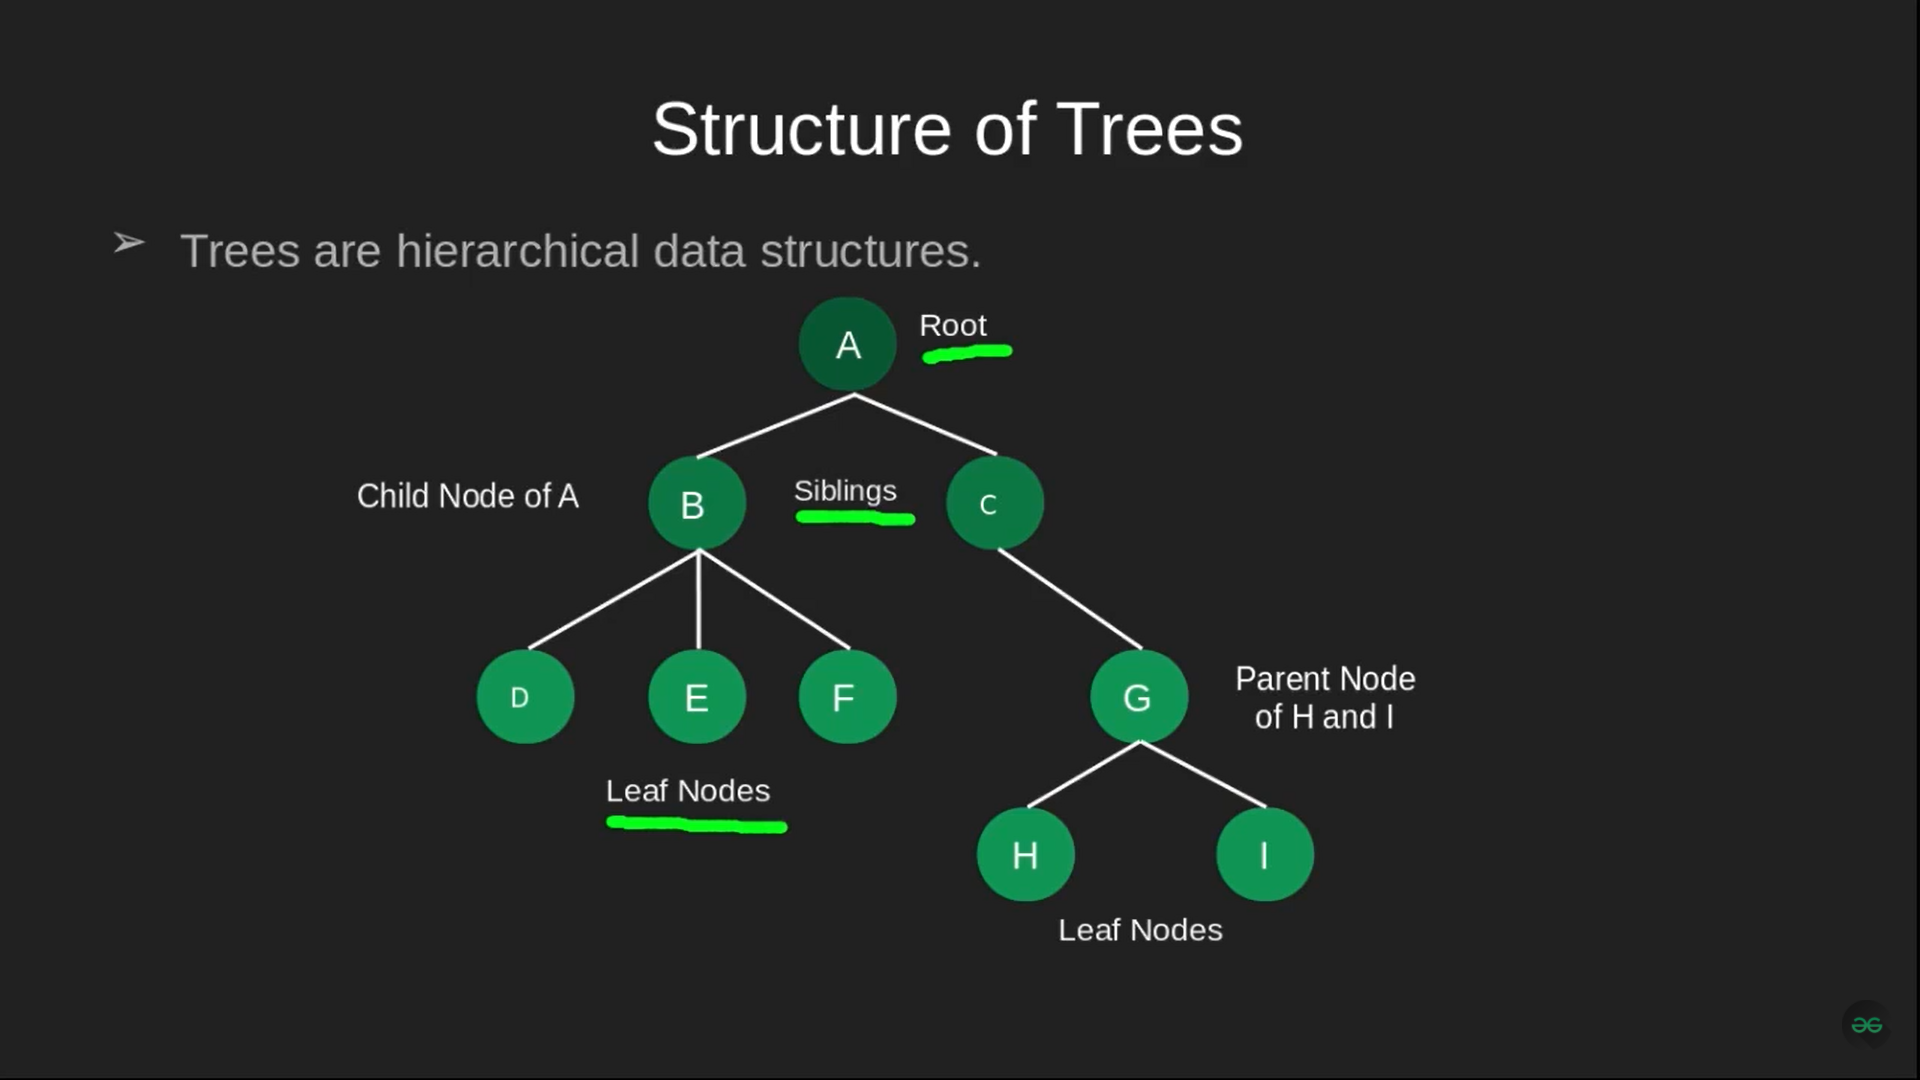 Structure of Trees
➢ Trees are hierarchical data structures.
A
Root
Child Node of A
B
Siblings
C
D
E
F
G
Parent Node
of H and I
Leaf Nodes
H
I
Leaf Nodes